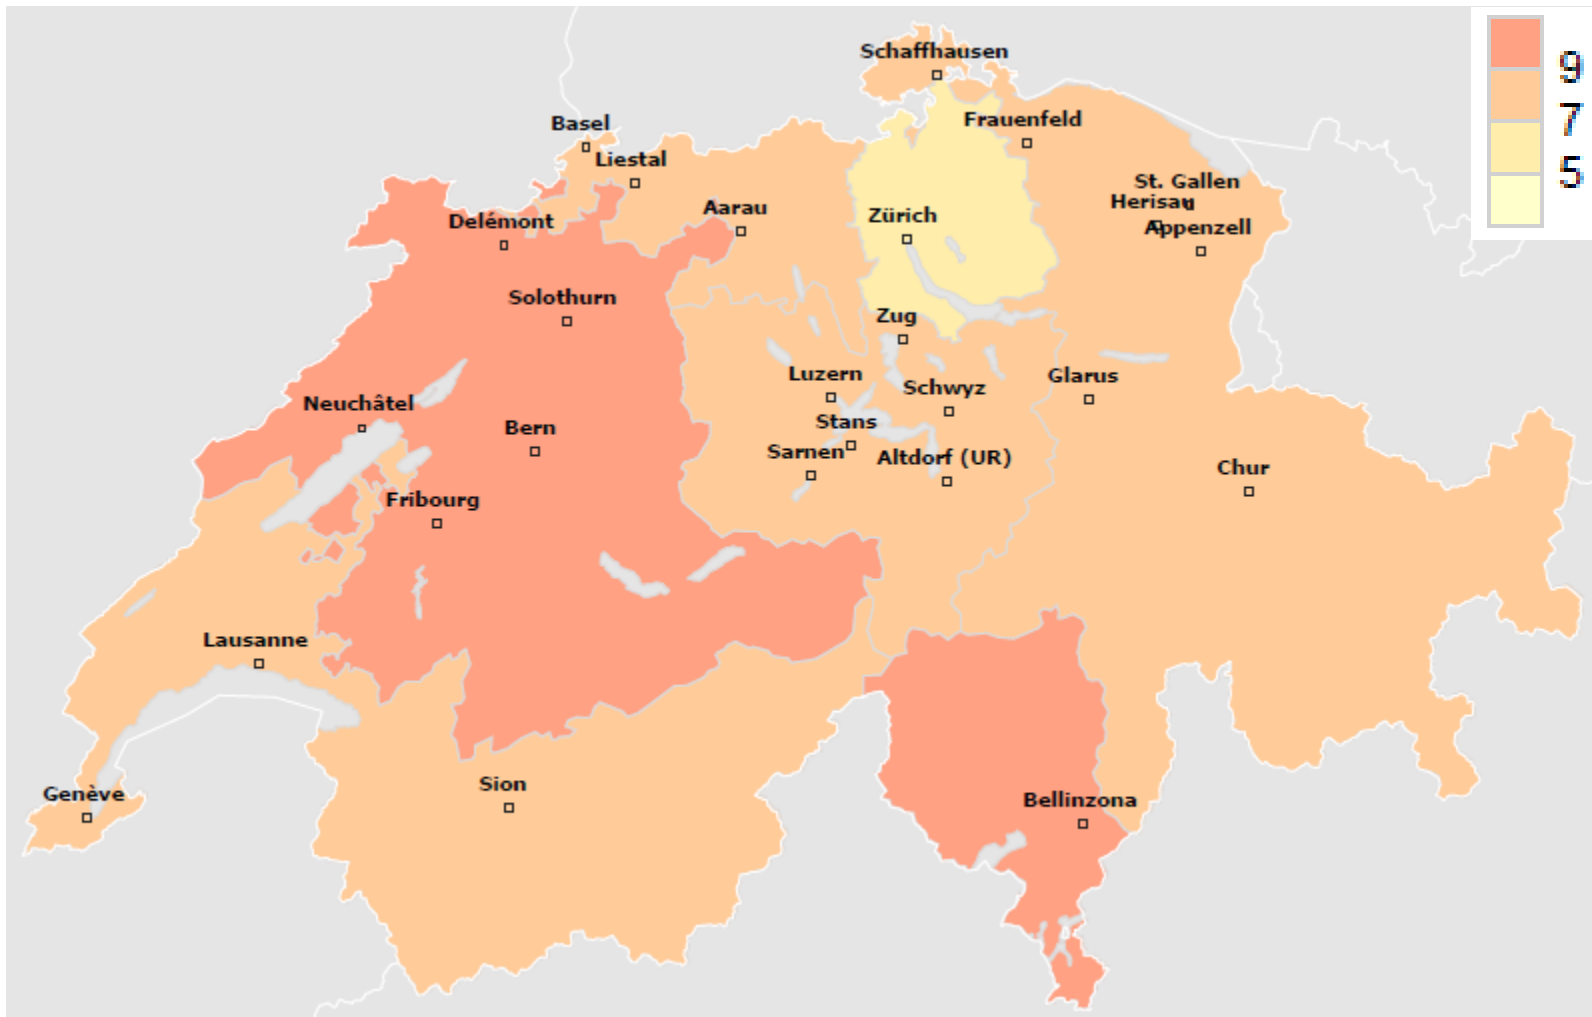 Schaffhausen
9
7
5
Basel
Frauenfeld
Liestal
St. Gallen
Herisau
Aarau
Delémont
Zürich
Appenzell
Solothurn
Zug
Luzern
Schwyz
Glarus
Neuchâtel
Bern
Stans
Sarnen
Altdorf (UR)
Chur
Fribourg
Lausanne
Sion
Genève
Bellinzona